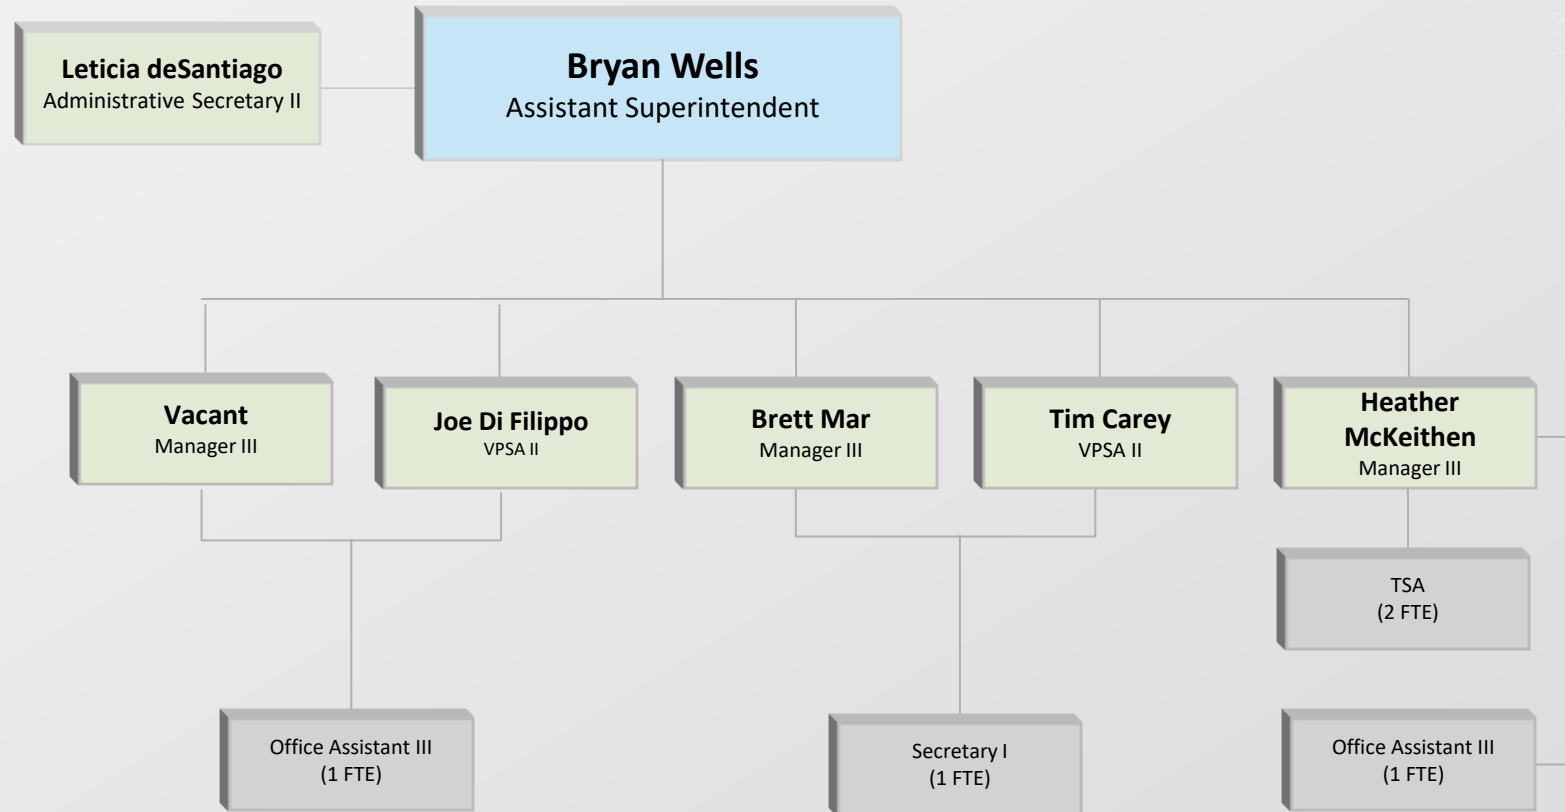 Leticia deSantiago
Administrative Secretary II
Bryan Wells
Assistant Superintendent
Vacant
Manager III
Joe Di Filippo
VPSA II
Brett Mar
Manager III
Tim Carey
VPSA II
Heather
McKeithen
Manager III
TSA
(2 FTE)
Office Assistant III
(1 FTE)
Secretary I
(1 FTE)
Office Assistant III
(1 FTE)